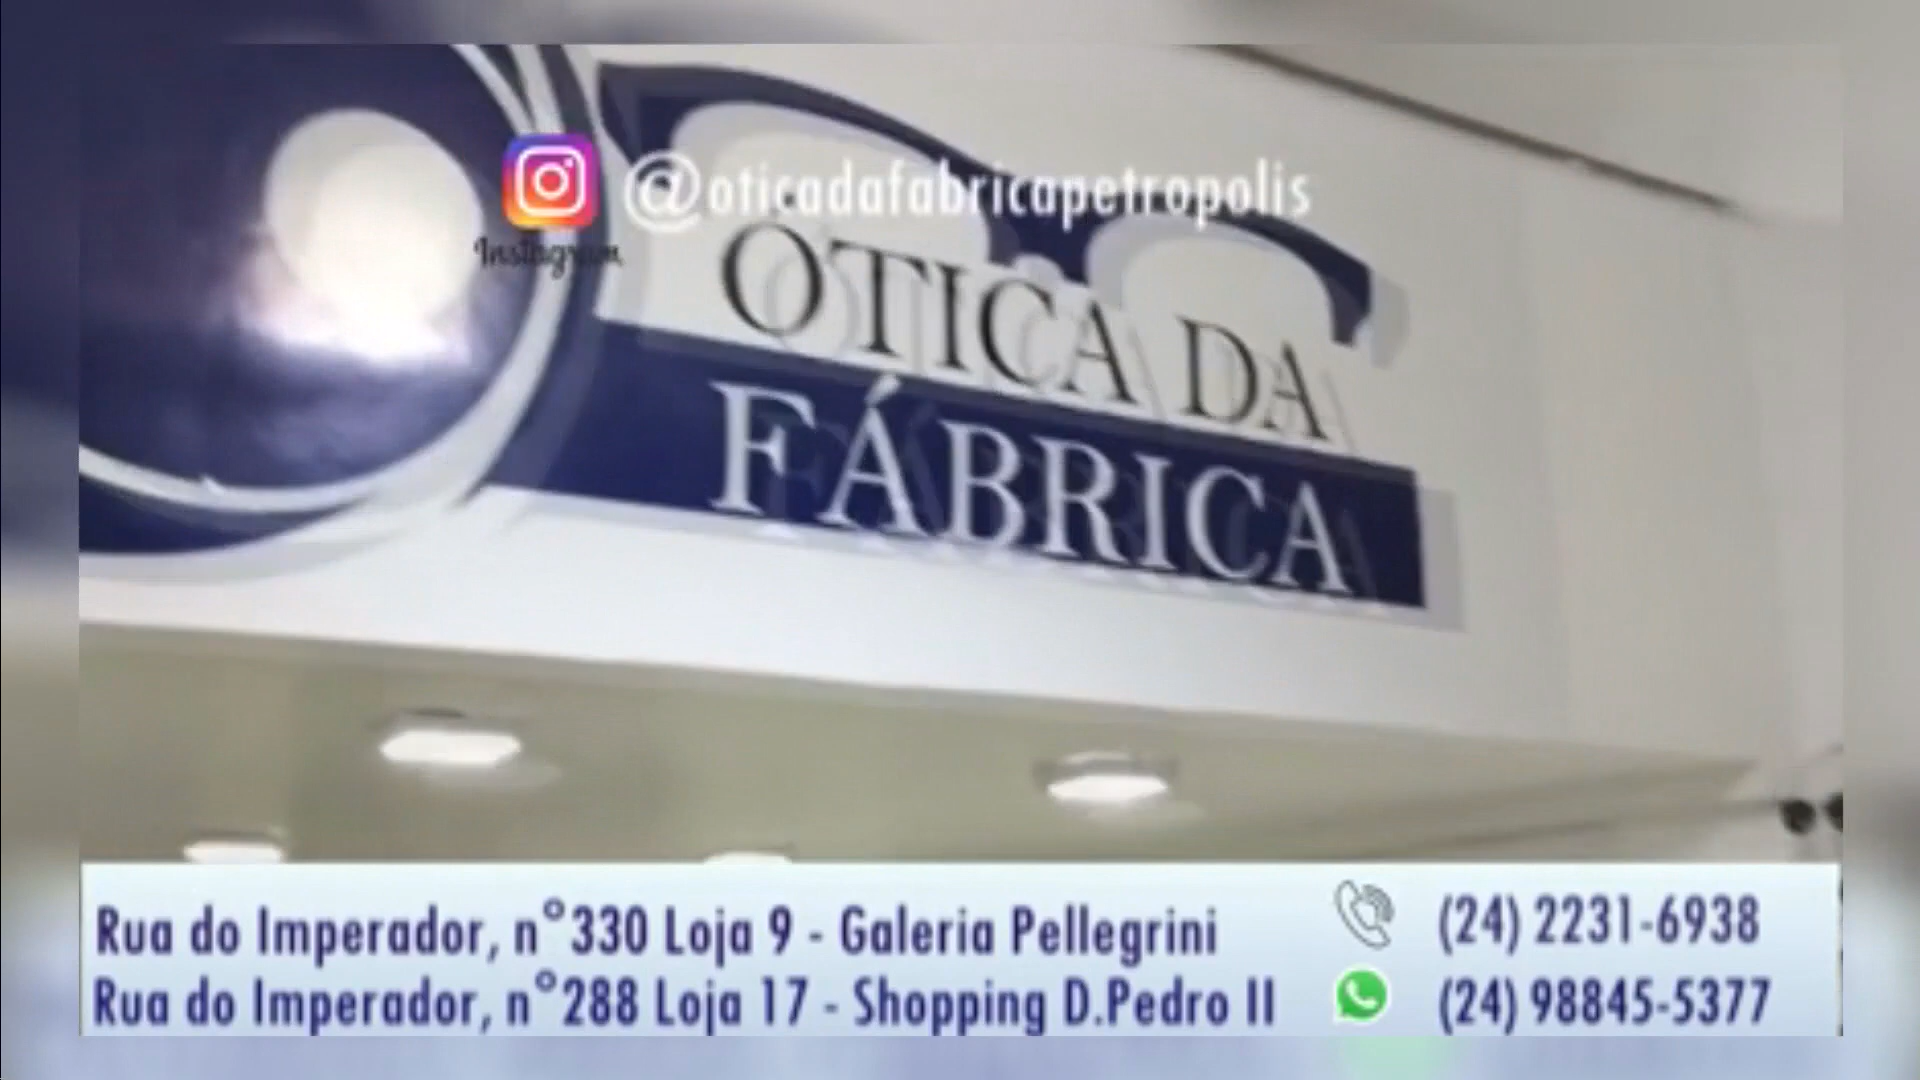 @oticadafabricapetropolis
Instagram
ÓTICA DA
FÁBRICA
Rua do Imperador, n°330 Loja 9 - Galeria Pellegrini
(24) 2231-6938
Rua do Imperador, n°288 Loja 17 - Shopping D.Pedro II
(24) 98845-5377